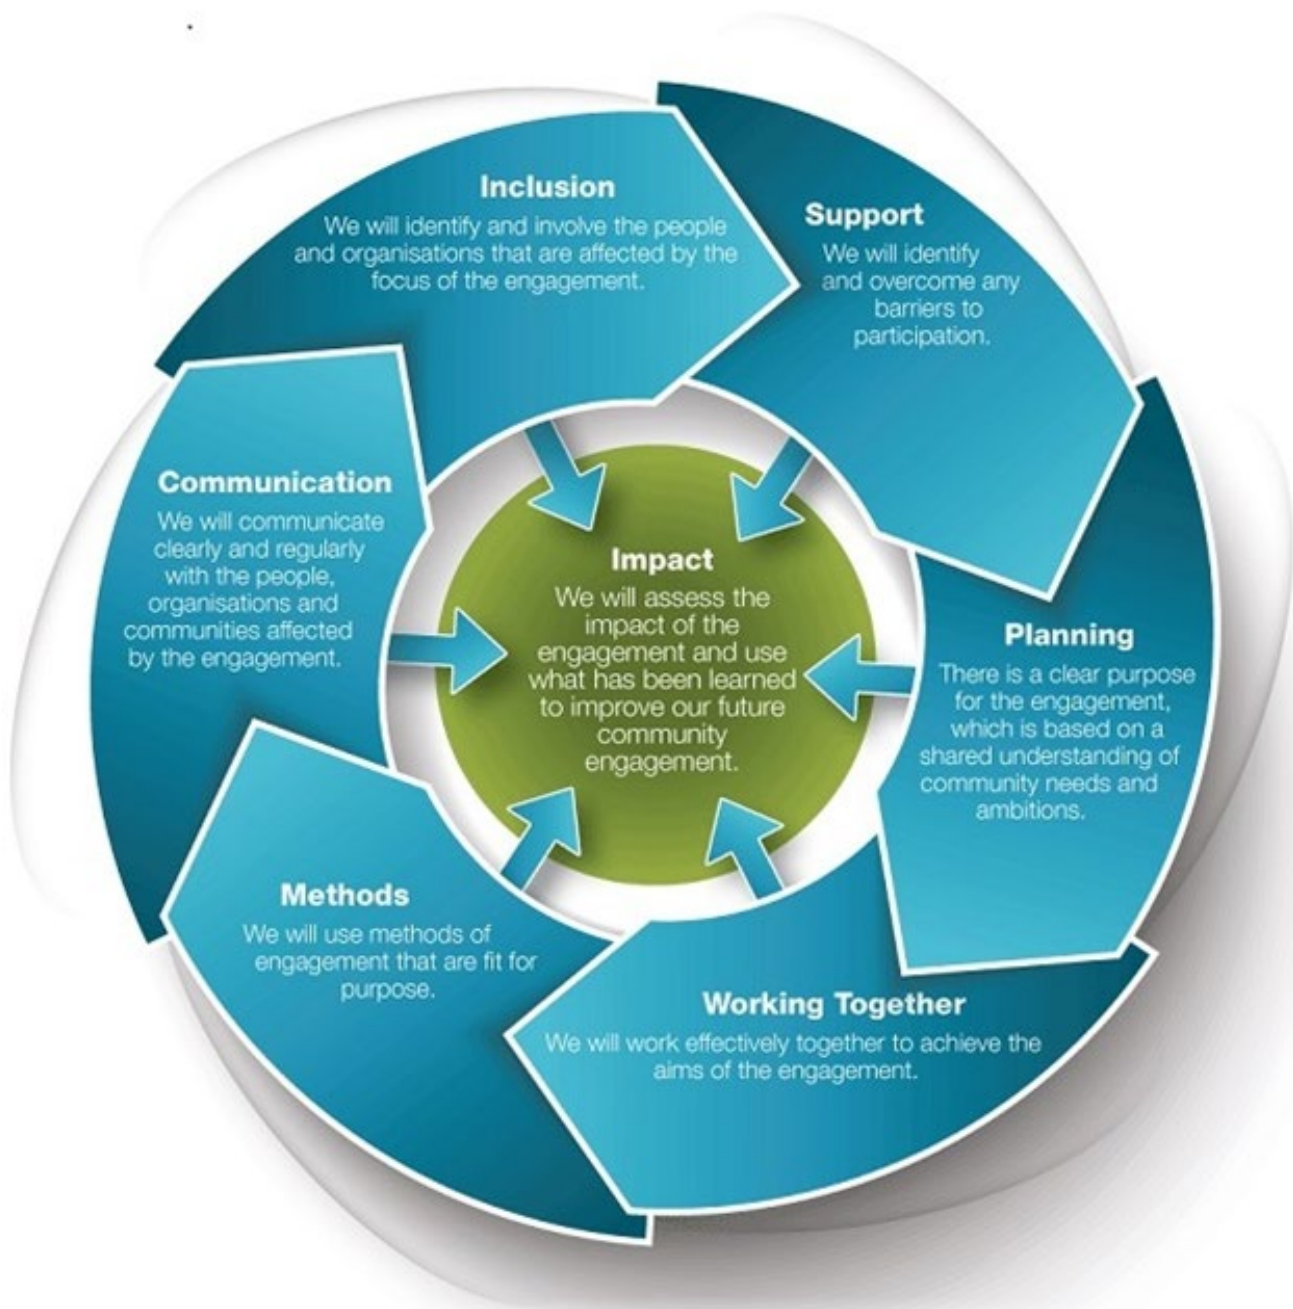 Inclusion
We will identify and involve the people
and organisations that are affected by the
focus of the engagement.
Support
We will identify
and overcome any
barriers to
participation.
Planning
There is a clear purpose
for the engagement,
which is based on a
shared understanding of
community needs and
ambitions.
Working Together
We will work effectively together to achieve the
aims of the engagement.
Methods
We will use methods of
engagement that are fit for
purpose.
Communication
We will communicate
clearly and regularly
with the people,
organisations and
communities affected
by the engagement.
Impact
We will assess the
impact of the
engagement and use
what has been learned
to improve our future
community
engagement.